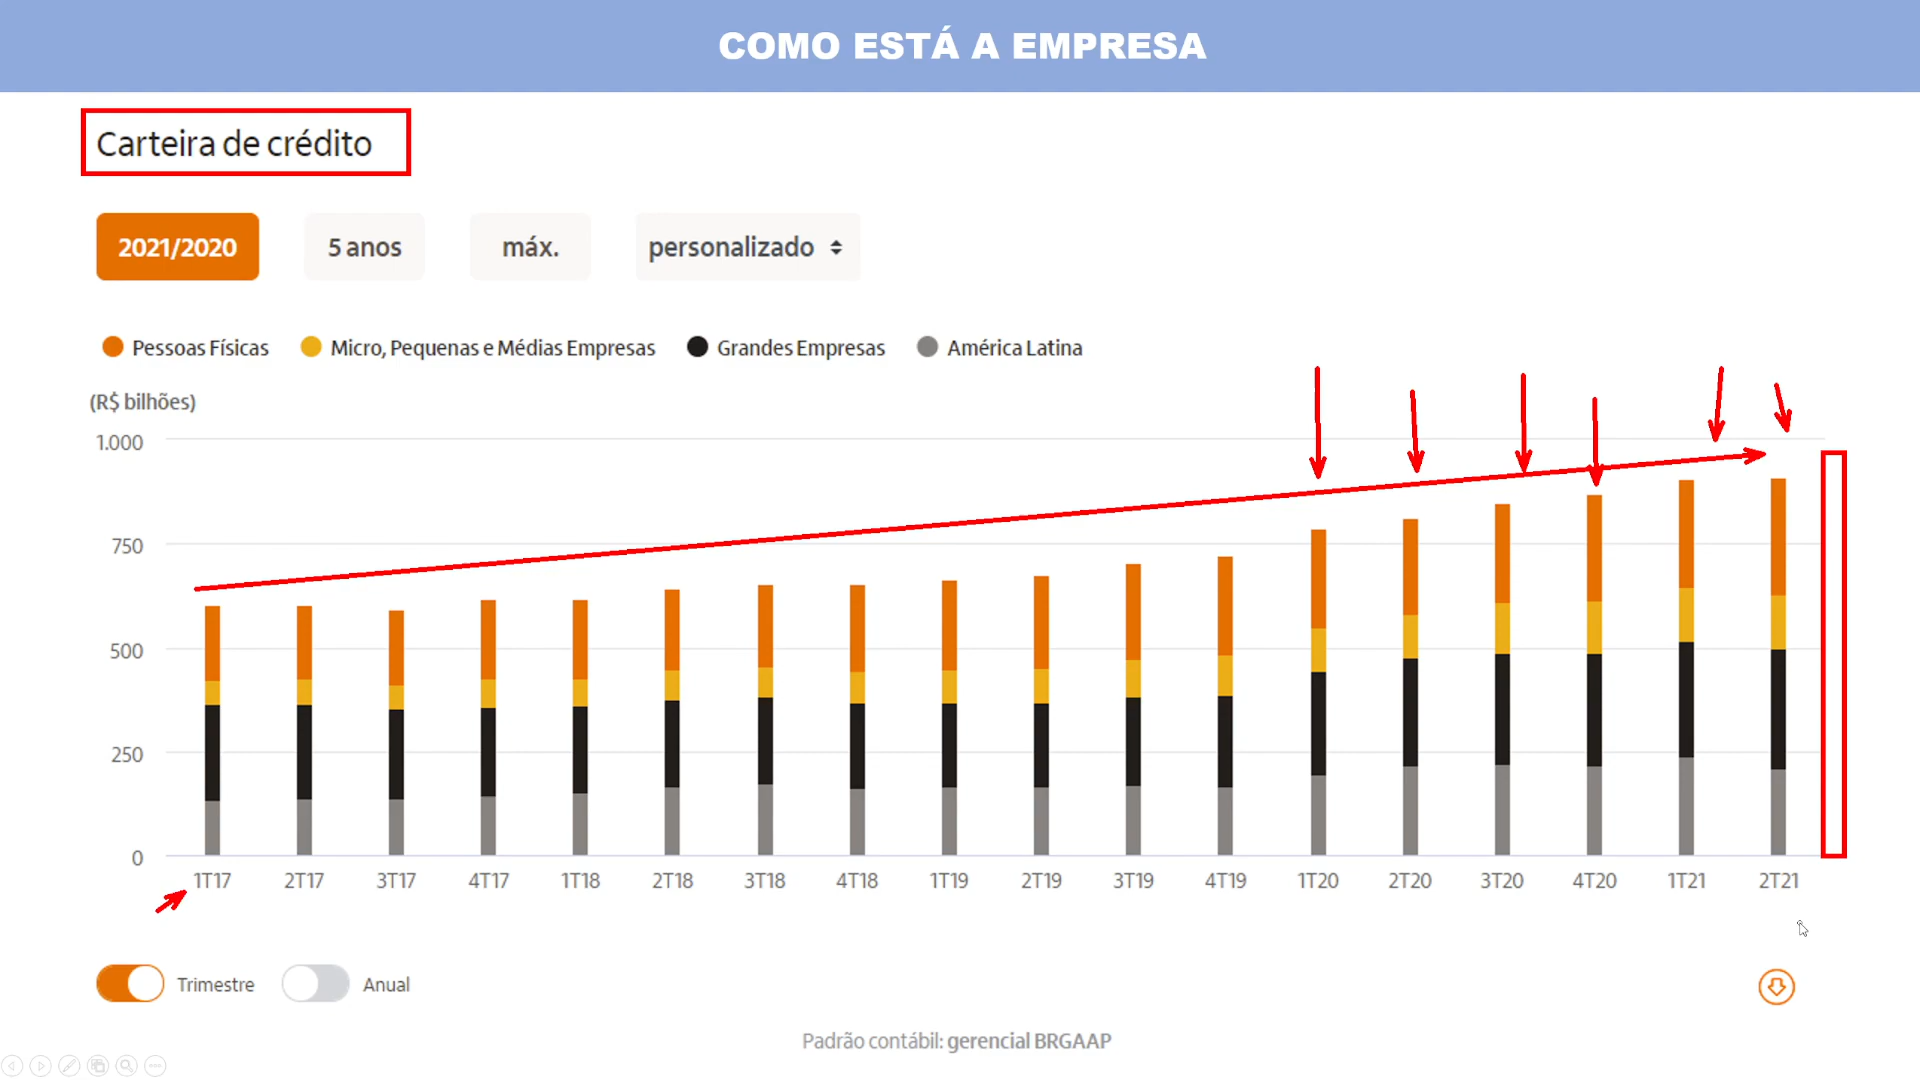 COMO ESTÁ A EMPRESA
Carteira de crédito
2021/2020 5 anos máx. personalizado
Pessoas Físicas Micro, Pequenas e Médias Empresas Grandes Empresas América Latina
(R$ bilhões)
1.000
750
500
250
0
1T17 2T17 3T17 4T17 1T18 2T18 3T18 4T18 1T19 2T19 3T19 4T19 1T20 2T20 3T20 4T20 1T21 2T21
Trimestre Anual
Padrão contábil: gerencial BRGAAP